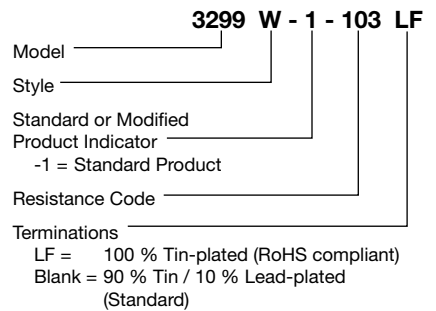 3299 W - 1 - 103 LF
Model
Style
Standard or Modified
Product Indicator
-1 = Standard Product
Resistance Code
Terminations
LF = 100 % Tin-plated (RoHS compliant)
Blank = 90 % Tin / 10 % Lead-plated
(Standard)